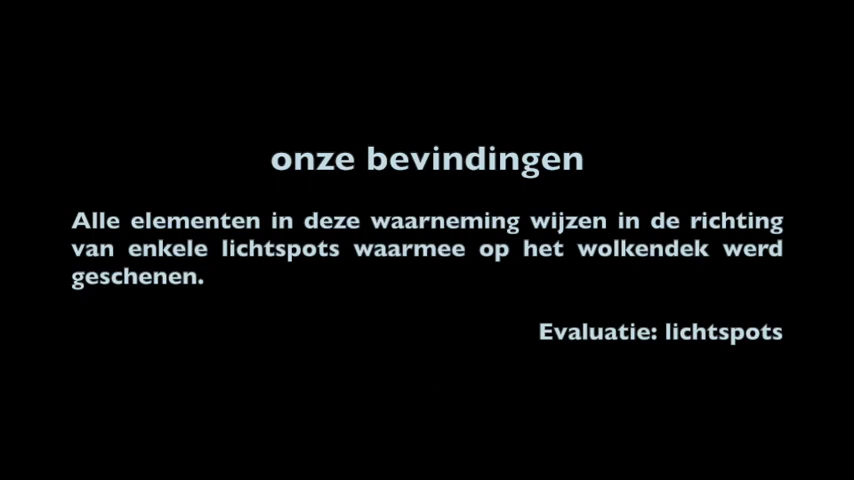 onze bevindingen
Alle elementen in deze waarneming wijzen in de richting
van enkele lichtspots waarmee op het wolkendek werd
geschenen.
Evaluatie: lichtspots